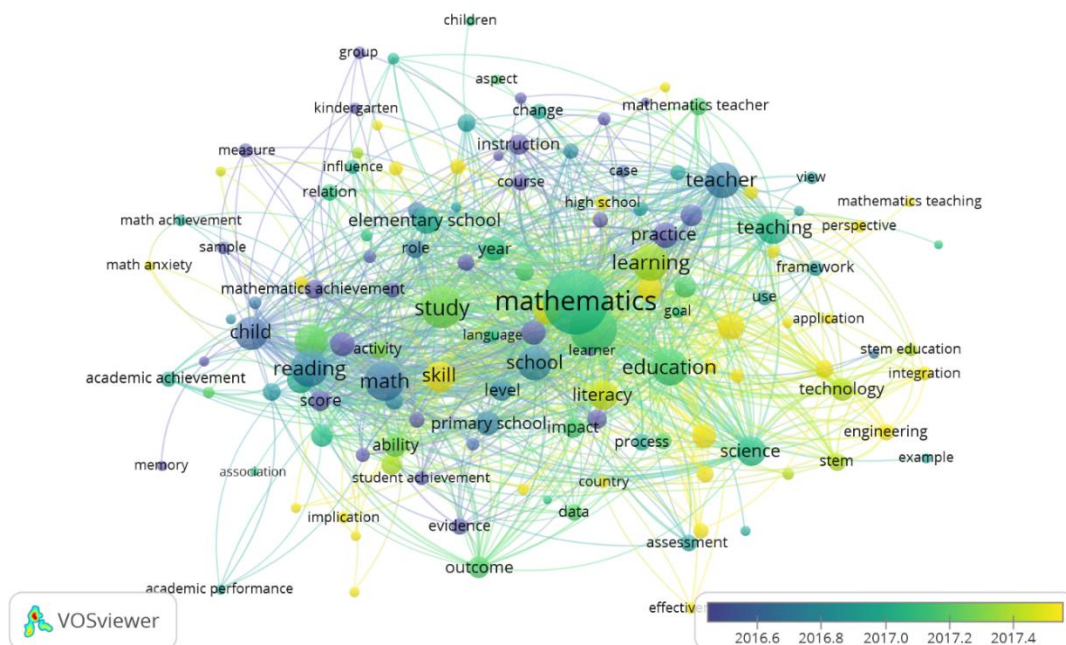 children
group
aspect
kindergarten
change
mathematics teacher
instruction
measure
influence
course
case
teacher
view
relation
high school
mathematics teaching
math achievement
elementary school
practice
teaching
perspective
sample
role
year
learning
framework
math anxiety
mathematics achievement
mathematics
use
study
goal
application
child
language
activity
learner
stem education
reading
school
education
integration
academic achievement
math
skill
technology
score
level
literacy
primary school
impact
engineering
ability
process
science
example
memory
association
student achievement
country
stem
implication
data
evidence
assessment
outcome
academic performance
VOSviewer
2016.6 2016.8 2017.0 2017.2 2017.4